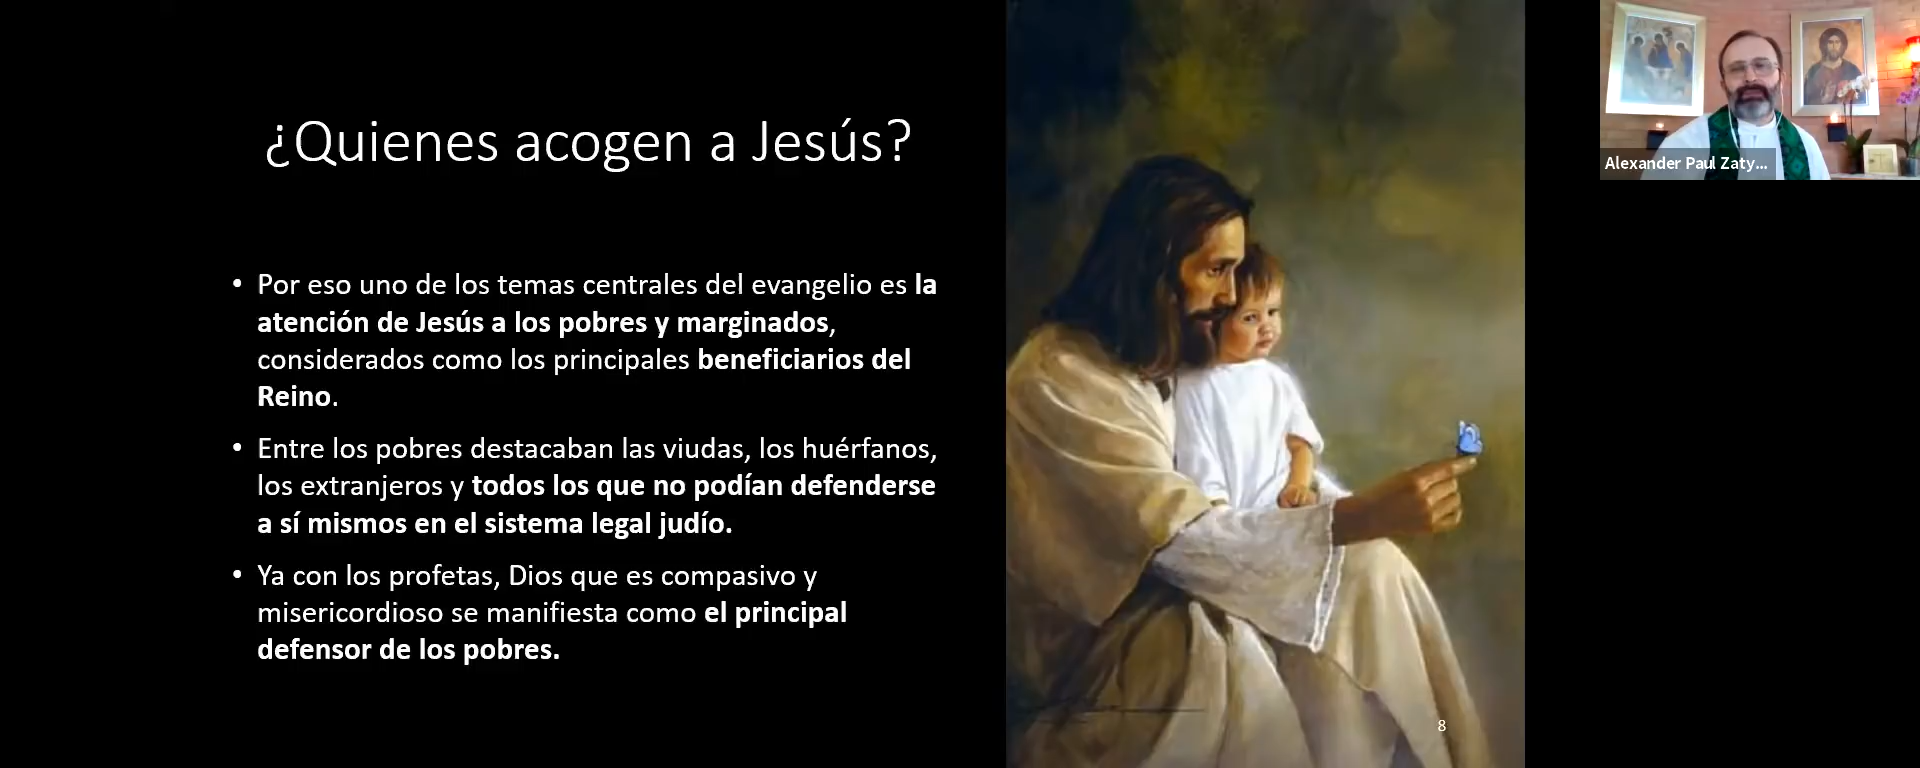 ¿Quienes acogen a Jesús?
• Por eso uno de los temas centrales del evangelio es la
atención de Jesús a los pobres y marginados,
considerados como los principales beneficiarios del
Reino.
• Entre los pobres destacaban las viudas, los huérfanos,
los extranjeros y todos los que no podían defenderse
a sí mismos en el sistema legal judío.
• Ya con los profetas, Dios que es compasivo y
misericordioso se manifiesta como el principal
defensor de los pobres.
8
Alexander Paul Zaty...